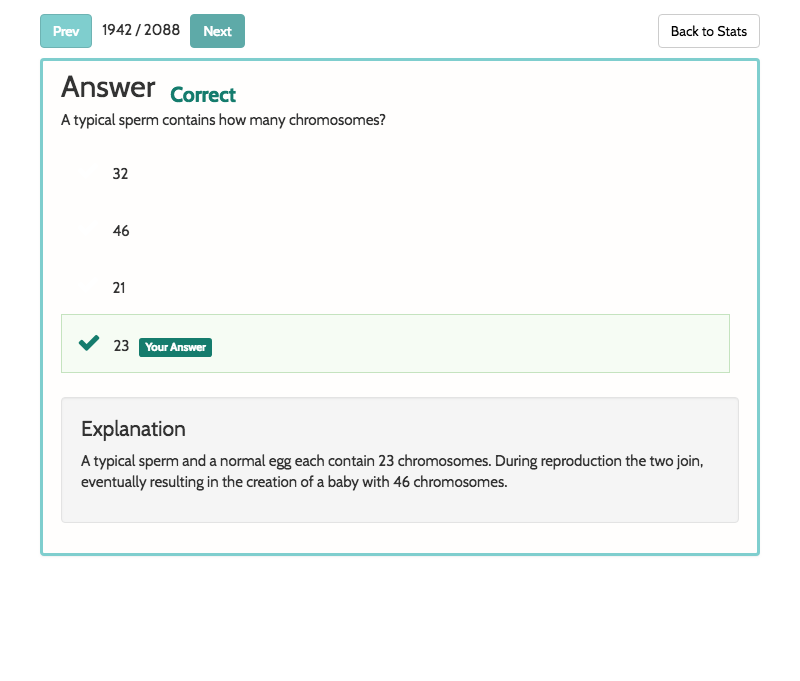 Prev 1942 / 2088 Next Back to Stats
Answer Correct
A typical sperm contains how many chromosomes?
32
46
21
23 Your Answer
Explanation
A typical sperm and a normal egg each contain 23 chromosomes. During reproduction the two join,
eventually resulting in the creation of a baby with 46 chromosomes.